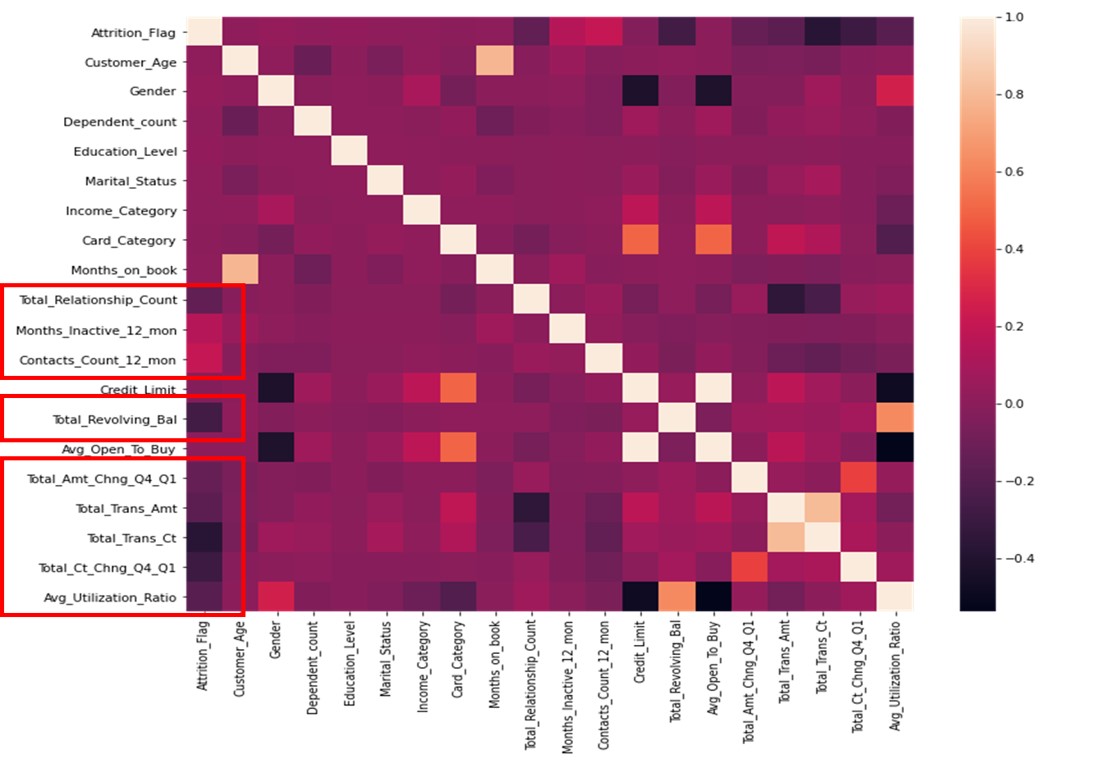 Attrition_Flag
Customer_Age
Gender
Dependent_count
Education_Level
Marital_Status
Income_Category
Card_Category
Months_on_book
Total_Relationship_Count
Months_Inactive_12_mon
Contacts_Count_12_mon
Credit_Limit
Total_Revolving_Bal
Avg_Open_To_Buy
Total_Amt_Chng_Q4_Q1
Total_Trans_Amt
Total_Trans_Ct
Total_Ct_Chng_Q4_Q1
Avg_Utilization_Ratio
Attrition_Flag
Customer_Age
Gender
Dependent_count
Education_Level
Marital_Status
Income_Category
Card_Category
Months_on_book
Total_Relationship_Count
Months_Inactive_12_mon
Contacts_Count_12_mon
Credit_Limit
Total_Revolving_Bal
Avg_Open_To_Buy
Total_Amt_Chng_Q4_Q1
Total_Trans_Amt
Total_Trans_Ct
Total_Ct_Chng_Q4_Q1
Avg_Utilization_Ratio
1.0
0.8
0.6
0.4
0.2
0.0
−0.2
−0.4